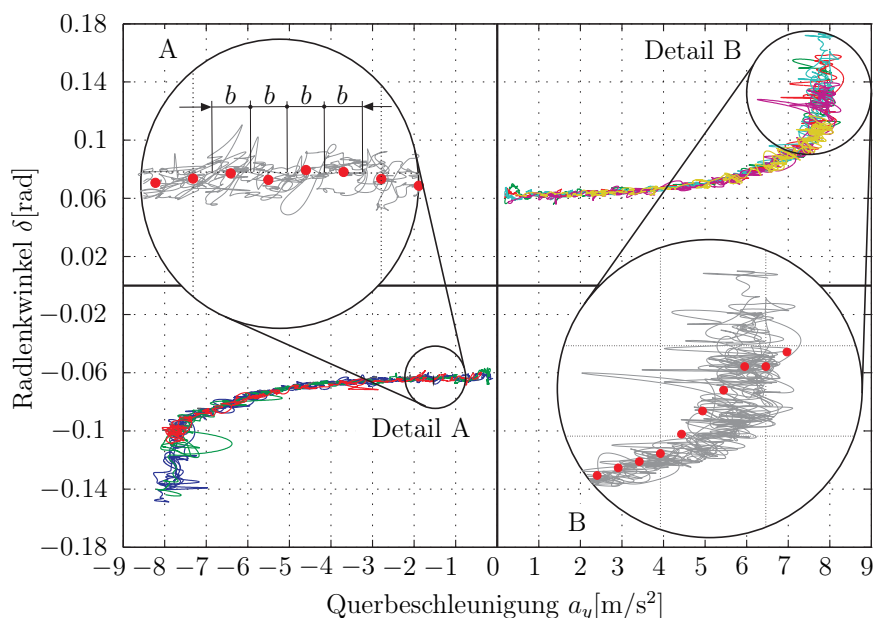 0.18
0.14
0.1
0.06
0.02
−0.02
−0.06
−0.1
−0.14
−0.18
Radlenkwinkel δ[rad]
A
b b b b
Detail B
Detail A
B
−9 −8 −7 −6 −5 −4 −3 −2 −1 0 1 2 3 4 5 6 7 8 9
Querbeschleunigung a_y[m/s²]